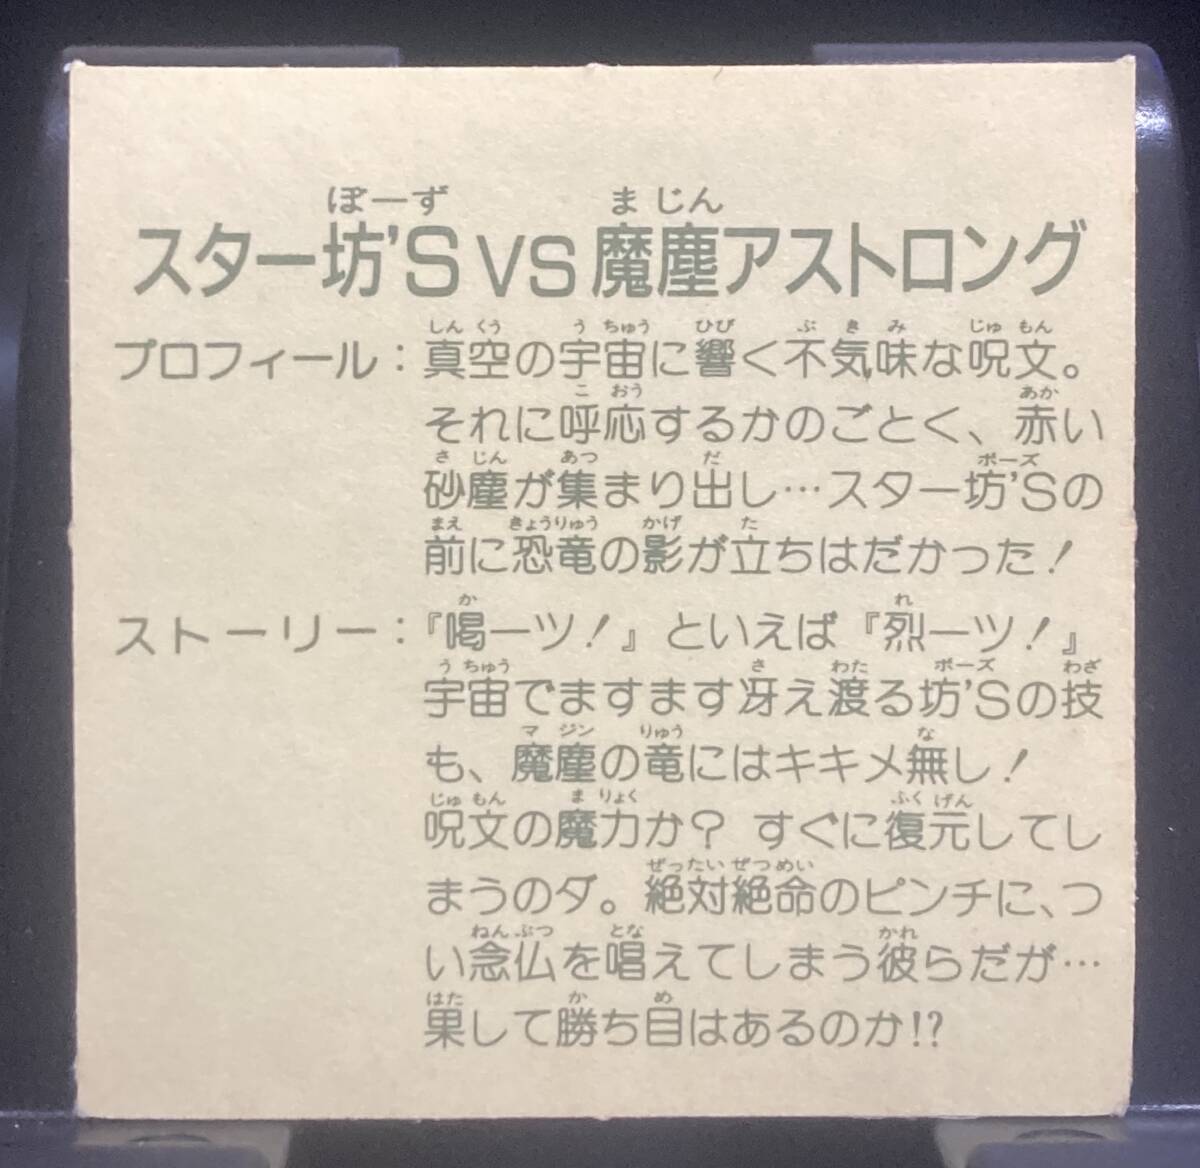 スター坊'S VS 魔塵アストロング
プロフィール：真空の宇宙に響く不気味な呪文。
それに呼応するかのごとく、赤い
砂塵が集まり出し…スター坊'Sの
前に恐竜の影が立ちはだかった！
ストーリー：『喝ーツ！』といえば『烈ーツ！』
宇宙でますます冴え渡る坊'Sの技
も、魔塵の竜にはキキメ無し！
呪文の魔力か？ すぐに復元してし
まうのダ。絶対絶命のピンチに、つ
い念仏を唱えてしまう彼らだが…
果して勝ち目はあるのか!?